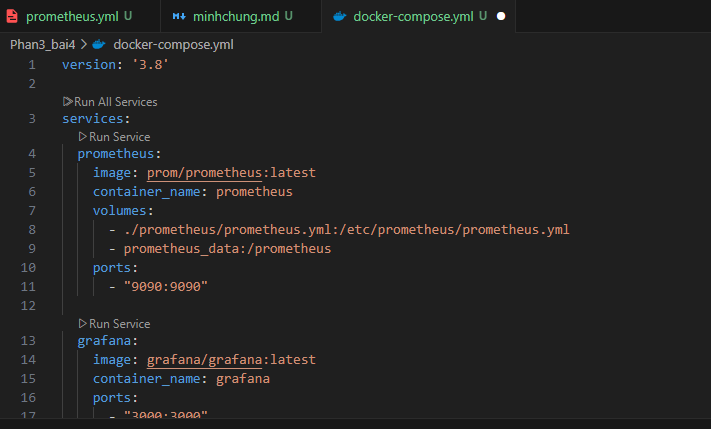 prometheus.yml U minhchung.md U docker-compose.yml U
Phan3_bai4 > docker-compose.yml
1 version: '3.8'
2
Run All Services
3 services:
Run Service
4 prometheus:
5 image: prom/prometheus:latest
6 container_name: prometheus
7 volumes:
8 - ./prometheus/prometheus.yml:/etc/prometheus/prometheus.yml
9 - prometheus_data:/prometheus
10 ports:
11 - "9090:9090"
12
Run Service
13 grafana:
14 image: grafana/grafana:latest
15 container_name: grafana
16 ports:
17 - "3000:3000"